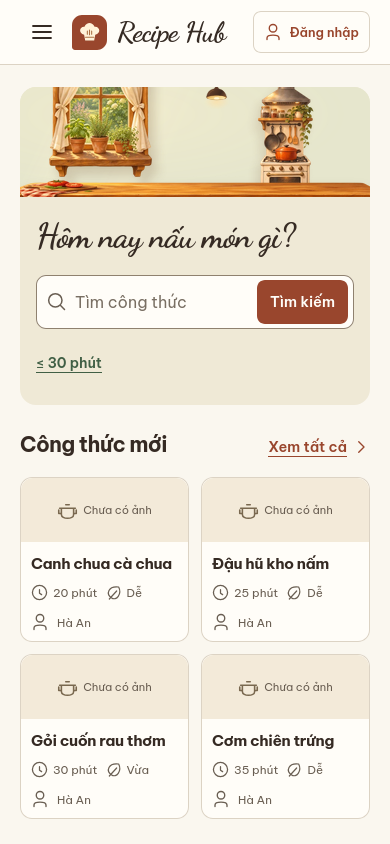 Recipe Hub
Đăng nhập
Hôm nay nấu món gì?
Tìm công thức
Tìm kiếm
≤ 30 phút
Công thức mới
Xem tất cả
Chưa có ảnh
Canh chua cà chua
20 phút Dễ
Hà An
Chưa có ảnh
Đậu hũ kho nấm
25 phút Dễ
Hà An
Chưa có ảnh
Gỏi cuốn rau thơm
30 phút Vừa
Hà An
Chưa có ảnh
Cơm chiên trứng
35 phút Dễ
Hà An